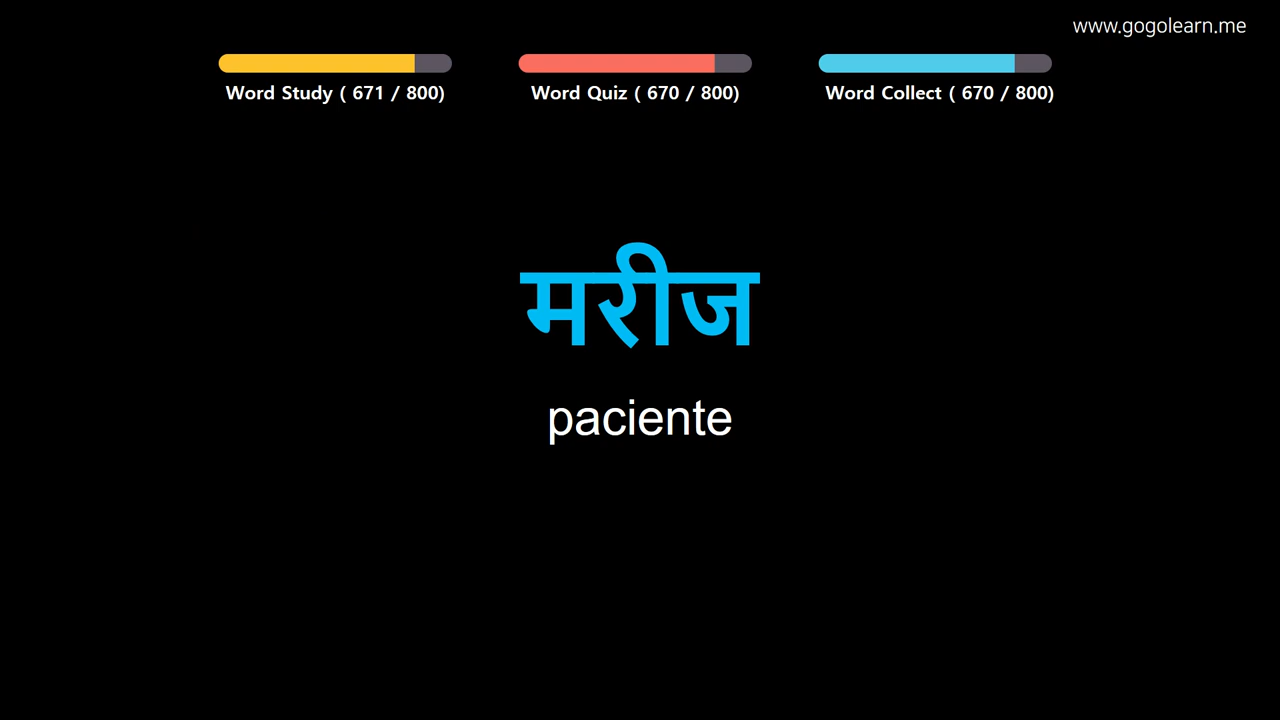 www.gogolearn.me
Word Study ( 671 / 800)
Word Quiz ( 670 / 800)
Word Collect ( 670 / 800)
मरीज
paciente